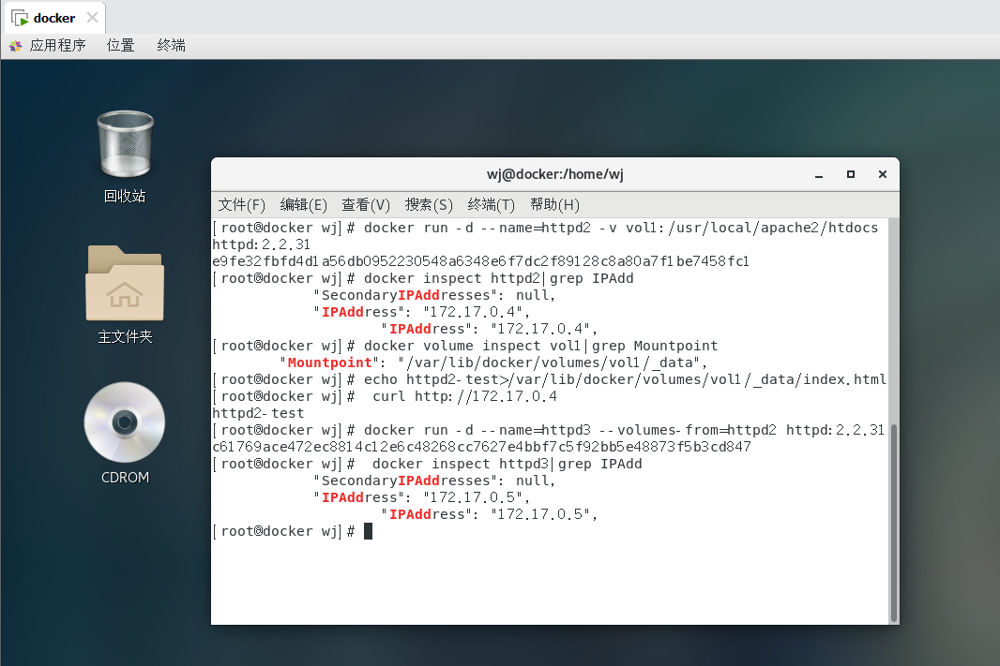 docker
应用程序 位置 终端
回收站
主文件夹
CDROM
wj@docker:/home/wj
文件(F) 编辑(E) 查看(V) 搜索(S) 终端(T) 帮助(H)
[root@docker wj]# docker run -d --name=httpd2 -v vol1:/usr/local/apache2/htdocs
httpd:2.2.31
e9fe32fbfd4d1a56db0952230548a6348e6f7dc2f89128c8a80a7f1be7458fc1
[root@docker wj]# docker inspect httpd2|grep IPAdd
"SecondaryIPAddresses": null,
"IPAddress": "172.17.0.4",
"IPAddress": "172.17.0.4",
[root@docker wj]# docker volume inspect vol1|grep Mountpoint
"Mountpoint": "/var/lib/docker/volumes/vol1/_data",
[root@docker wj]# echo httpd2-test>/var/lib/docker/volumes/vol1/_data/index.html
[root@docker wj]#  curl http://172.17.0.4
httpd2-test
[root@docker wj]# docker run -d --name=httpd3 --volumes-from=httpd2 httpd:2.2.31
c61769ace472ec8814c12e6c48268cc7627e4bbf7c5f92bb5e48873f5b3cd847
[root@docker wj]#  docker inspect httpd3|grep IPAdd
"SecondaryIPAddresses": null,
"IPAddress": "172.17.0.5",
"IPAddress": "172.17.0.5",
[root@docker wj]#